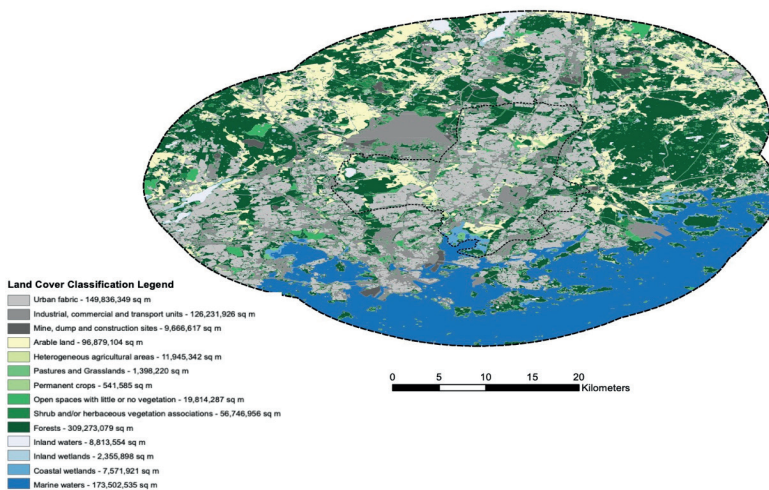 Land Cover Classification Legend
Urban fabric - 149,836,349 sq m
Industrial, commercial and transport units - 126,231,926 sq m
Mine, dump and construction sites - 9,666,617 sq m
Arable land - 96,879,104 sq m
Heterogeneous agricultural areas - 11,945,342 sq m
Pastures and Grasslands - 1,398,220 sq m
Permanent crops - 541,585 sq m
Open spaces with little or no vegetation - 19,814,287 sq m
Shrub and/or herbaceous vegetation associations - 56,746,956 sq m
Forests - 309,273,079 sq m
Inland waters - 8,813,554 sq m
Inland wetlands - 2,355,898 sq m
Coastal wetlands - 7,571,921 sq m
Marine waters - 173,502,535 sq m
0 5 10 15 20
Kilometers